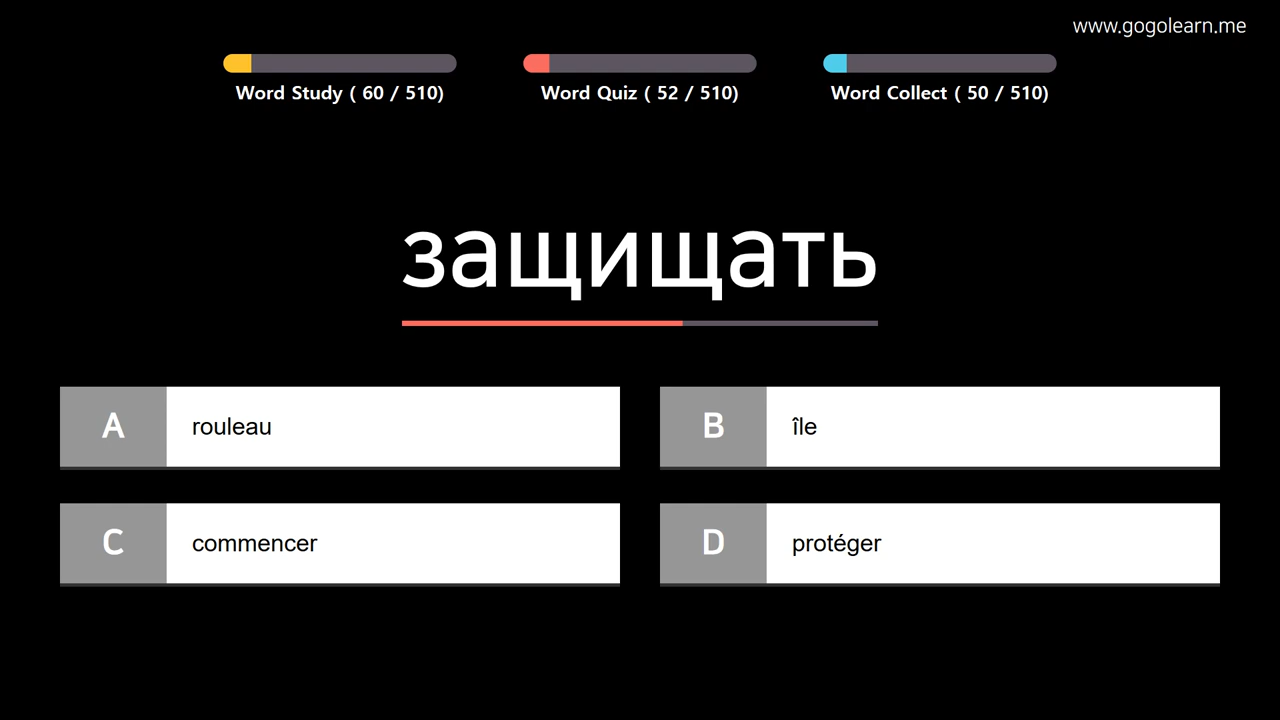 www.gogolearn.me
Word Study ( 60 / 510)
Word Quiz ( 52 / 510)
Word Collect ( 50 / 510)
защищать
A rouleau
B île
C commencer
D protéger